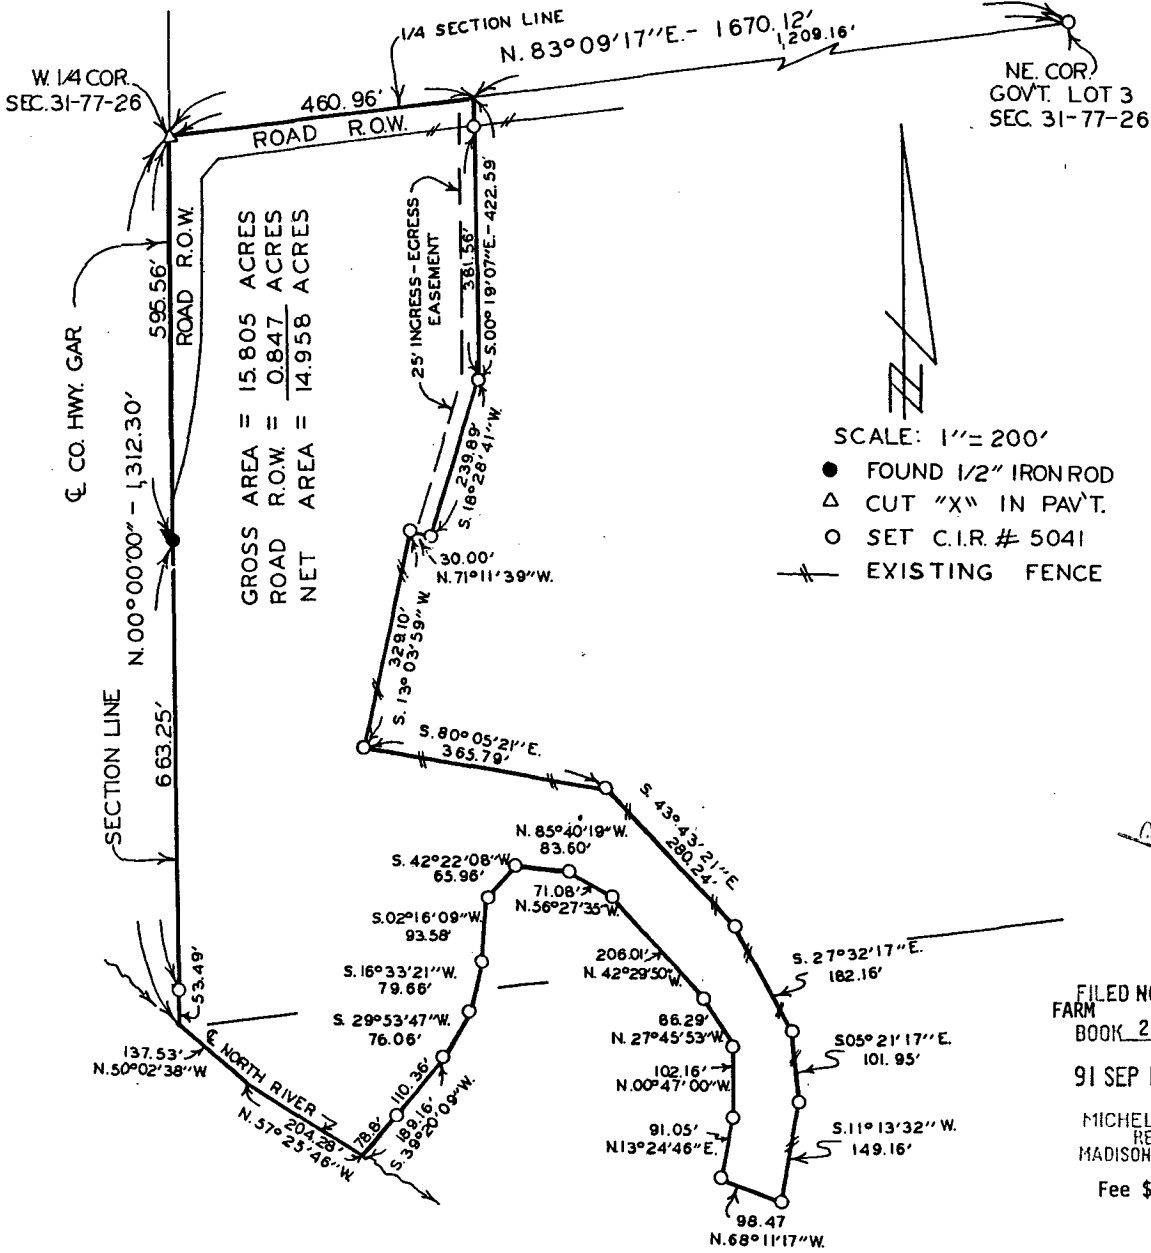 1/4 SECTION LINE
N. 83°09'17"E.- 1670.12'
1,209.16'
W. 1/4 COR.
SEC. 31-77-26
NE. COR.
GOV'T. LOT 3
SEC. 31-77-26
460.96'
ROAD R.O.W.
595.56'
ROAD R.O.W.
℄ CO. HWY. G4R
N.00°00'00" - 1,312.30'
GROSS AREA = 15.805 ACRES
ROAD R.O.W. = 0.847 ACRES
NET AREA = 14.958 ACRES
25' INGRESS-EGRESS
EASEMENT
381.56'
S.00°19'07"E.- 422.59'
239.89'
S. 18°28'41"W.
30.00'
N.71°11'39"W.
329.10'
S. 13°03'59"W.
SCALE: 1"= 200'
FOUND 1/2" IRON ROD
CUT "X" IN PAV'T.
SET C.I.R. # 5041
EXISTING FENCE
SECTION LINE
663.25'
53.49'
S. 80°05'21"E.
365.79'
S. 43°43'21"E
280.24'
N. 85°40'19"W.
83.60'
S. 42°22'08"W
65.96'
71.08'
N.56°27'35"W.
S.02°16'09"W.
93.58'
206.01'
N. 42°29'50"W.
S. 27°32'17"E.
182.16'
S. 16°33'21"W.
79.66'
S. 29°53'47"W.
76.06'
86.29'
N. 27°45'53"W.
S05°21'17"E.
101.95'
102.16'
N.00°47'00"W.
℄ NORTH RIVER
137.53'
N.50°02'38"W
204.28'
N. 57°25'46"W.
110.36'
78.8'
189.16'
S. 39°20'09"W.
91.05'
N.13°24'46"E.
S.11°13'32"W.
149.16'
98.47
N.68°11'17"W.
FILED NO
FARM
BOOK 2
91 SEP
MICHEL
RE
MADISON
Fee $